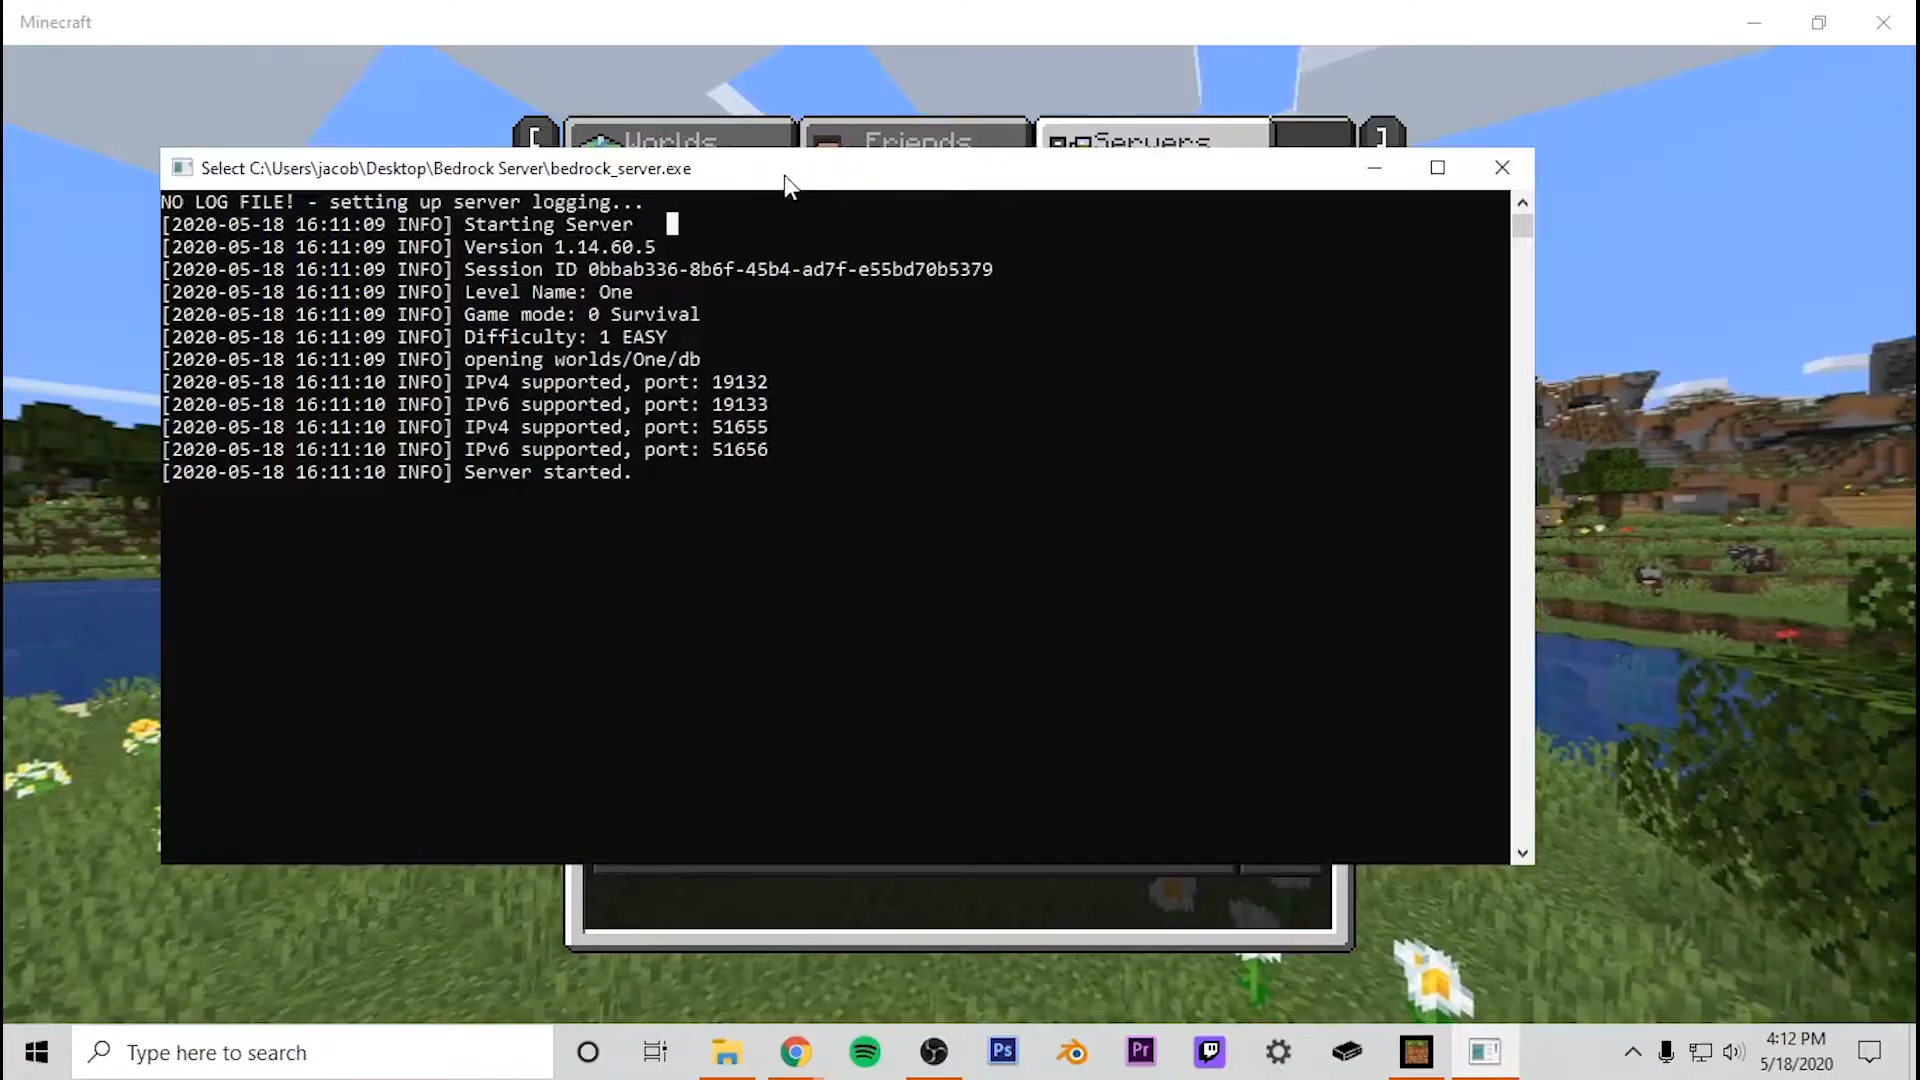 Minecraft
Worlds
Friends
Servers
Select C:\Users\jacob\Desktop\Bedrock Server\bedrock_server.exe
NO LOG FILE! - setting up server logging...
[2020-05-18 16:11:09 INFO] Starting Server
[2020-05-18 16:11:09 INFO] Version 1.14.60.5
[2020-05-18 16:11:09 INFO] Session ID 0bbab336-8b6f-45b4-ad7f-e55bd70b5379
[2020-05-18 16:11:09 INFO] Level Name: One
[2020-05-18 16:11:09 INFO] Game mode: 0 Survival
[2020-05-18 16:11:09 INFO] Difficulty: 1 EASY
[2020-05-18 16:11:09 INFO] opening worlds/One/db
[2020-05-18 16:11:10 INFO] IPv4 supported, port: 19132
[2020-05-18 16:11:10 INFO] IPv6 supported, port: 19133
[2020-05-18 16:11:10 INFO] IPv4 supported, port: 51655
[2020-05-18 16:11:10 INFO] IPv6 supported, port: 51656
[2020-05-18 16:11:10 INFO] Server started.
Type here to search
Ps
Pr
4:12 PM
5/18/2020